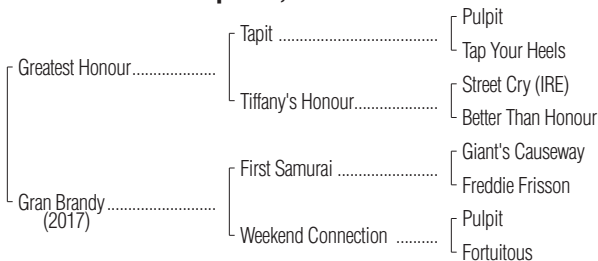 Pulpit
Tapit
Tap Your Heels
Greatest Honour
Street Cry (IRE)
Tiffany's Honour
Better Than Honour
Giant's Causeway
First Samurai
Freddie Frisson
Gran Brandy
(2017)
Pulpit
Weekend Connection
Fortuitous